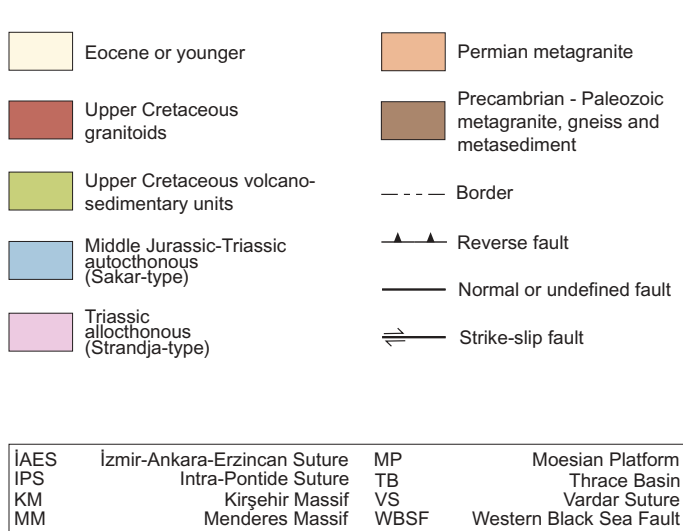 Eocene or younger
Upper Cretaceous
granitoids
Upper Cretaceous volcano-
sedimentary units
Middle Jurassic-Triassic
autocthonous
(Sakar-type)
Triassic
allocthonous
(Strandja-type)
Permian metagranite
Precambrian - Paleozoic
metagranite, gneiss and
metasediment
Border
Reverse fault
Normal or undefined fault
Strike-slip fault
İAES İzmir-Ankara-Erzincan Suture MP Moesian Platform
IPS Intra-Pontide Suture TB Thrace Basin
KM Kirşehir Massif VS Vardar Suture
MM Menderes Massif WBSF Western Black Sea Fault